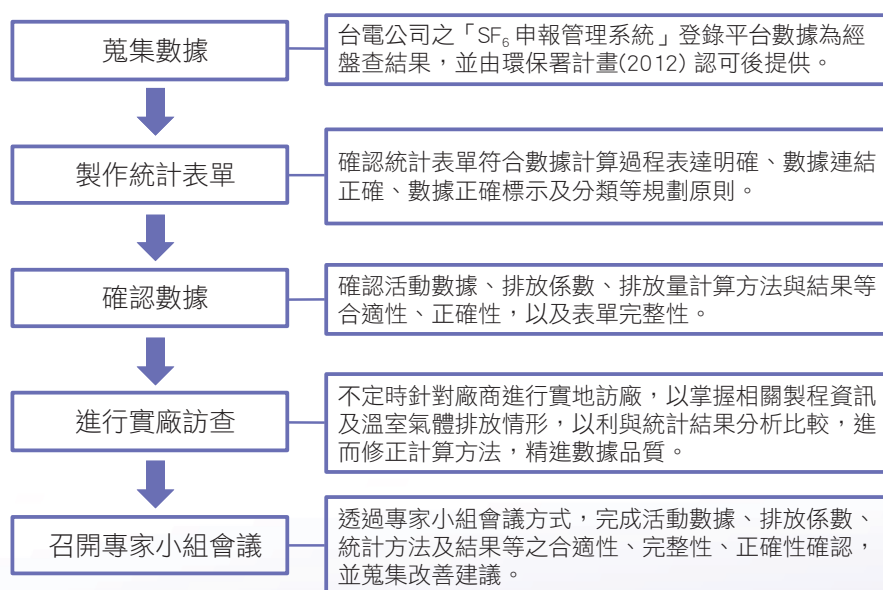 蒐集數據
台電公司之「SF₆ 申報管理系統」登錄平台數據為經
盤查結果，並由環保署計畫(2012) 認可後提供。
製作統計表單
確認統計表單符合數據計算過程表達明確、數據連結
正確、數據正確標示及分類等規劃原則。
確認數據
確認活動數據、排放係數、排放量計算方法與結果等
合適性、正確性，以及表單完整性。
進行實廠訪查
不定時針對廠商進行實地訪廠，以掌握相關製程資訊
及溫室氣體排放情形，以利與統計結果分析比較，進
而修正計算方法，精進數據品質。
召開專家小組會議
透過專家小組會議方式，完成活動數據、排放係數、
統計方法及結果等之合適性、完整性、正確性確認，
並蒐集改善建議。